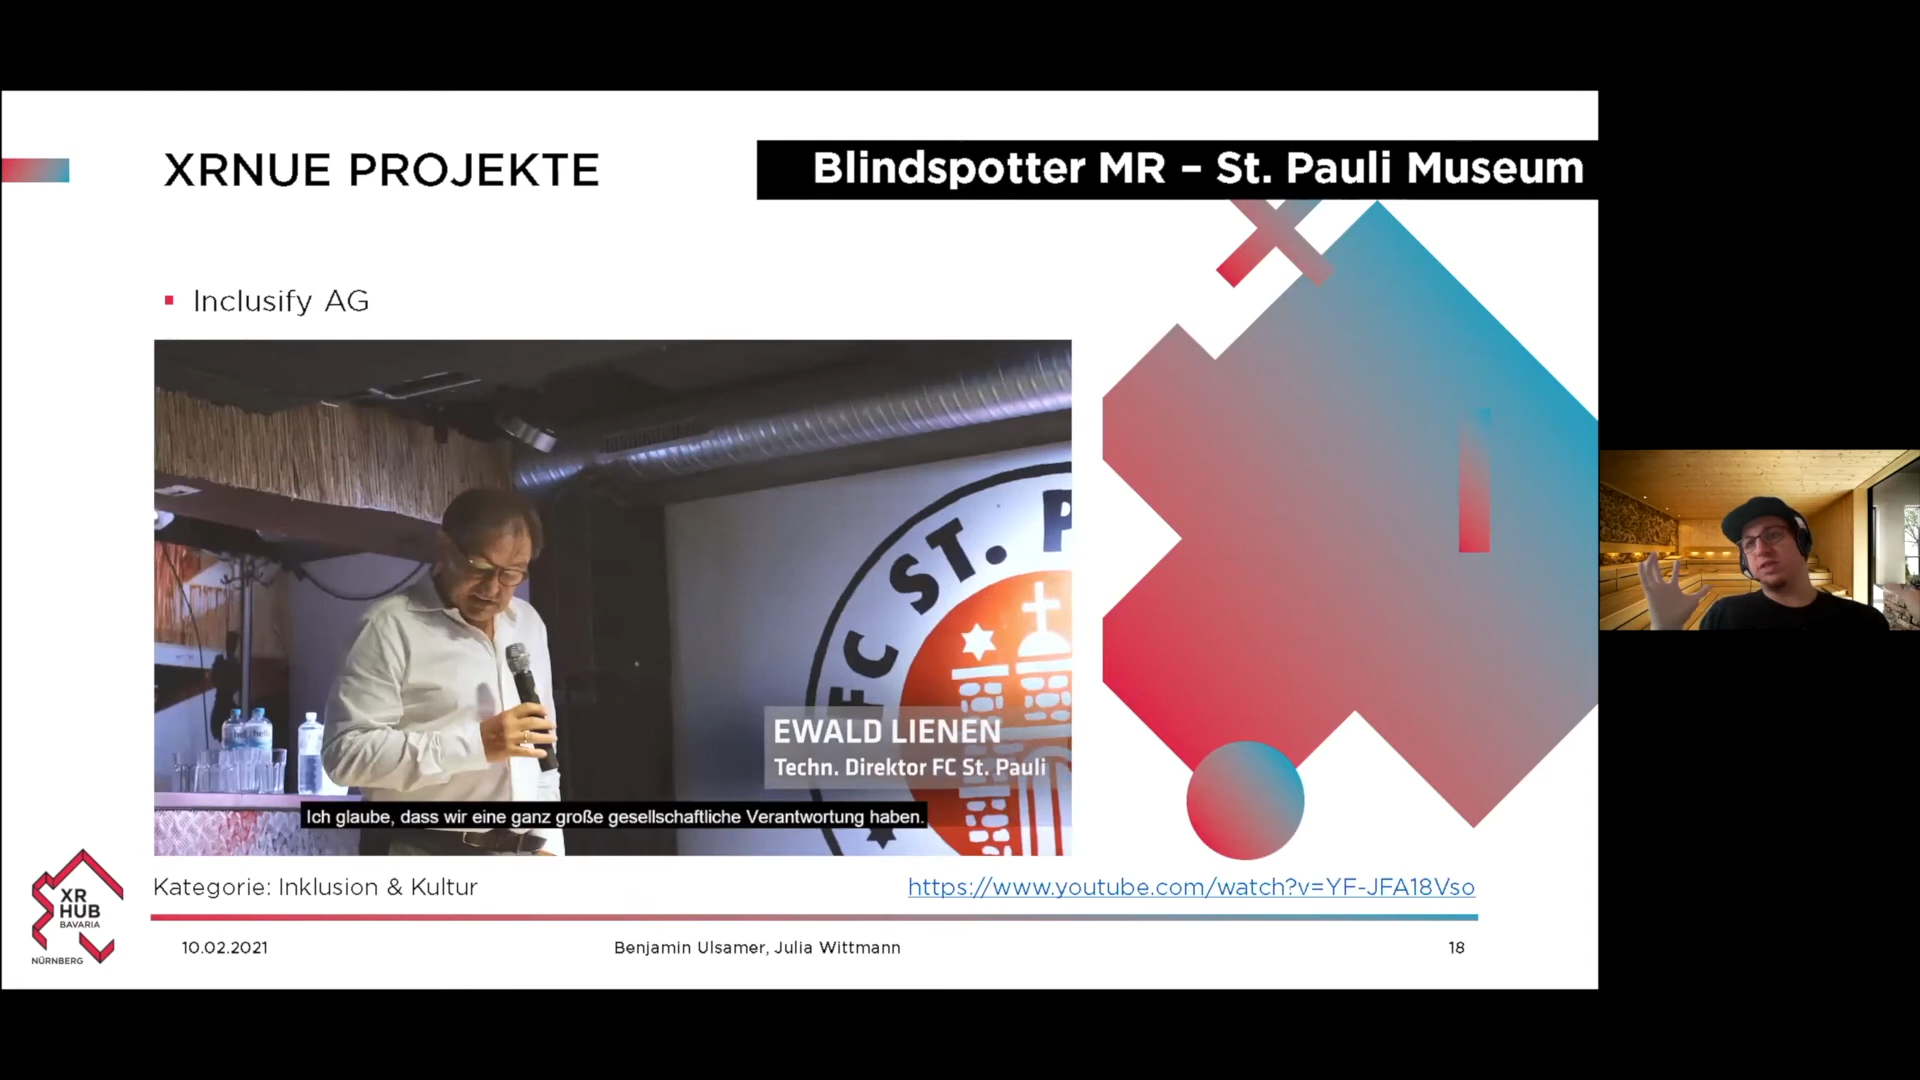 XRNUE PROJEKTE
Blindspotter MR – St. Pauli Museum
Inclusify AG
FC ST. P
EWALD LIENEN
Techn. Direktor FC St. Pauli
Ich glaube, dass wir eine ganz große gesellschaftliche Verantwortung haben.
Kategorie: Inklusion & Kultur
https://www.youtube.com/watch?v=YF-JFA18Vso
XR
HUB
BAVARIA
NÜRNBERG
10.02.2021
Benjamin Ulsamer, Julia Wittmann
18